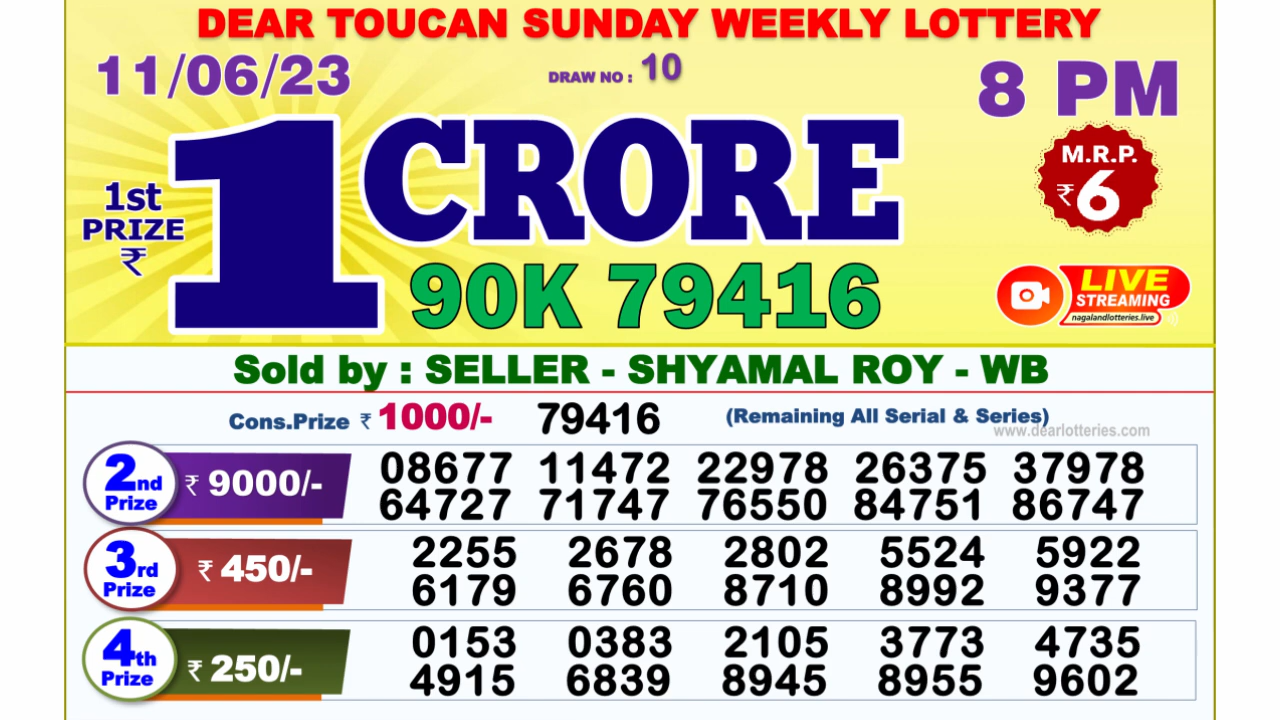 DEAR TOUCAN SUNDAY WEEKLY LOTTERY
11/06/23
DRAW NO : 10
8 PM
1st PRIZE ₹
1 CRORE
M.R.P.
₹ 6
90K 79416
LIVE
STREAMING
nagalandlotteries.live
Sold by : SELLER - SHYAMAL ROY - WB
Cons.Prize ₹ 1000/- 79416 (Remaining All Serial & Series)
www.dearlotteries.com
2nd Prize ₹ 9000/-
08677 11472 22978 26375 37978
64727 71747 76550 84751 86747
3rd Prize ₹ 450/-
2255 2678 2802 5524 5922
6179 6760 8710 8992 9377
4th Prize ₹ 250/-
0153 0383 2105 3773 4735
4915 6839 8945 8955 9602